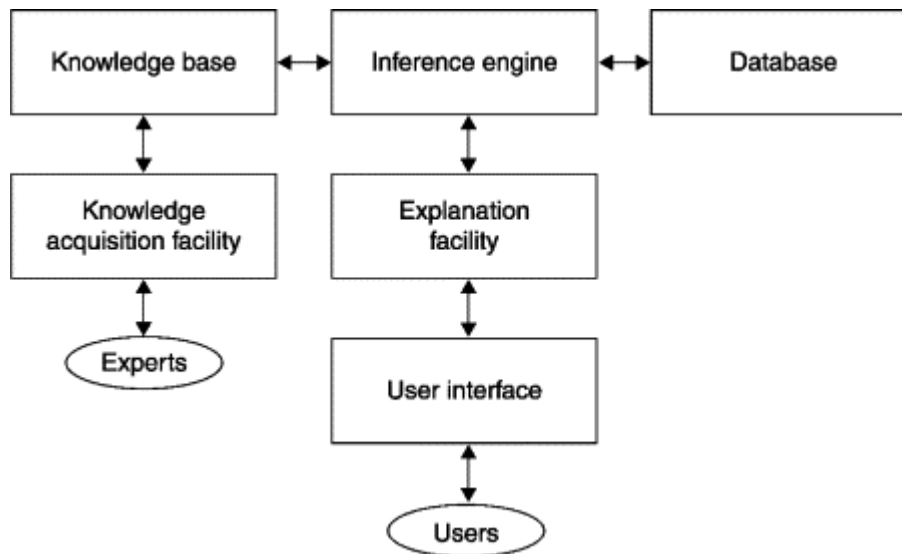 Knowledge base
Inference engine
Database
Knowledge
acquisition facility
Explanation
facility
Experts
User interface
Users